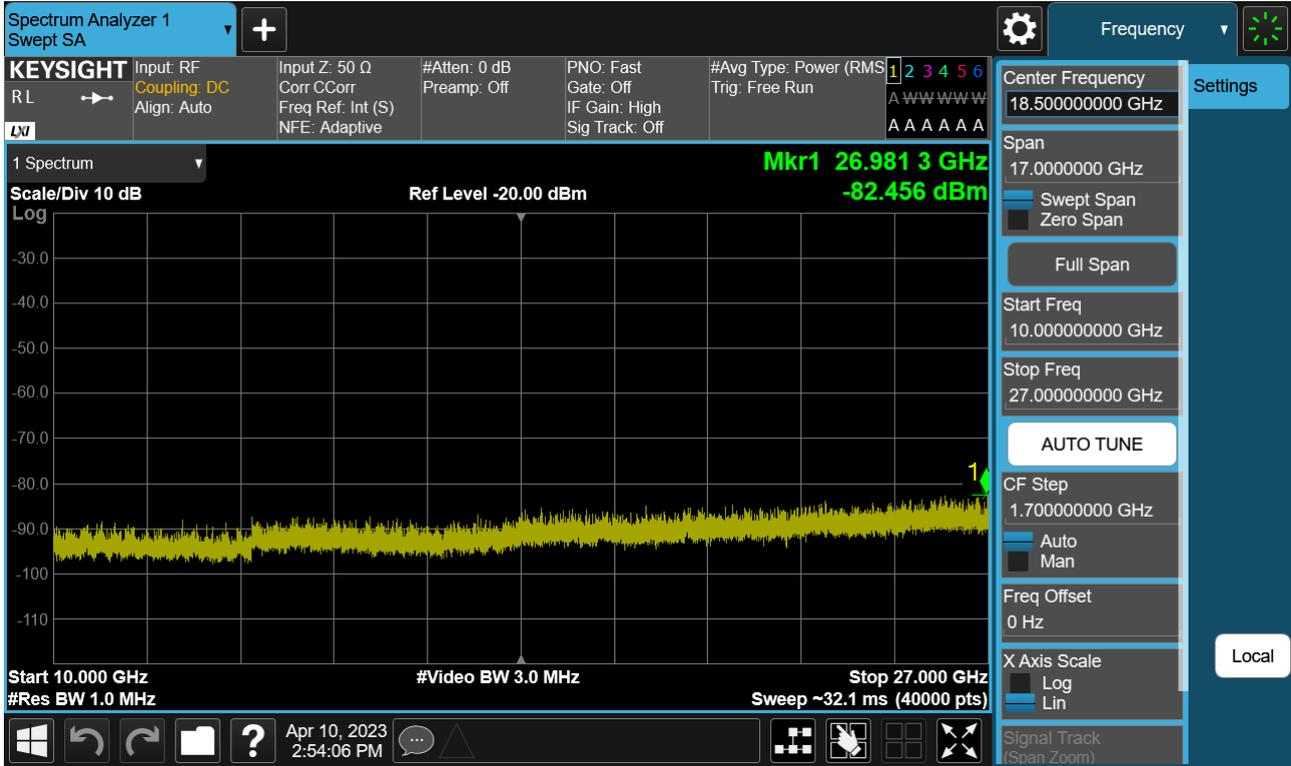 Spectrum Analyzer 1
Swept SA
Frequency
KEYSIGHT
RL
LXI
Input: RF
Coupling: DC
Align: Auto
Input Z: 50 Ω
Corr CCorr
Freq Ref: Int (S)
NFE: Adaptive
#Atten: 0 dB
Preamp: Off
PNO: Fast
Gate: Off
IF Gain: High
Sig Track: Off
#Avg Type: Power (RMS
Trig: Free Run
1 2 3 4 5 6
A W W W W W
A A A A A A
1 Spectrum
Mkr1 26.981 3 GHz
-82.456 dBm
Scale/Div 10 dB
Ref Level -20.00 dBm
Log
-30.0
-40.0
-50.0
-60.0
-70.0
-80.0
-90.0
-100
-110
1
Start 10.000 GHz
#Video BW 3.0 MHz
Stop 27.000 GHz
#Res BW 1.0 MHz
Sweep ~32.1 ms (40000 pts)
Center Frequency
18.500000000 GHz
Span
17.0000000 GHz
Swept Span
Zero Span
Full Span
Start Freq
10.000000000 GHz
Stop Freq
27.000000000 GHz
AUTO TUNE
CF Step
1.700000000 GHz
Auto
Man
Freq Offset
0 Hz
X Axis Scale
Log
Lin
Signal Track
(Span Zoom)
Settings
Local
?
Apr 10, 2023
2:54:06 PM